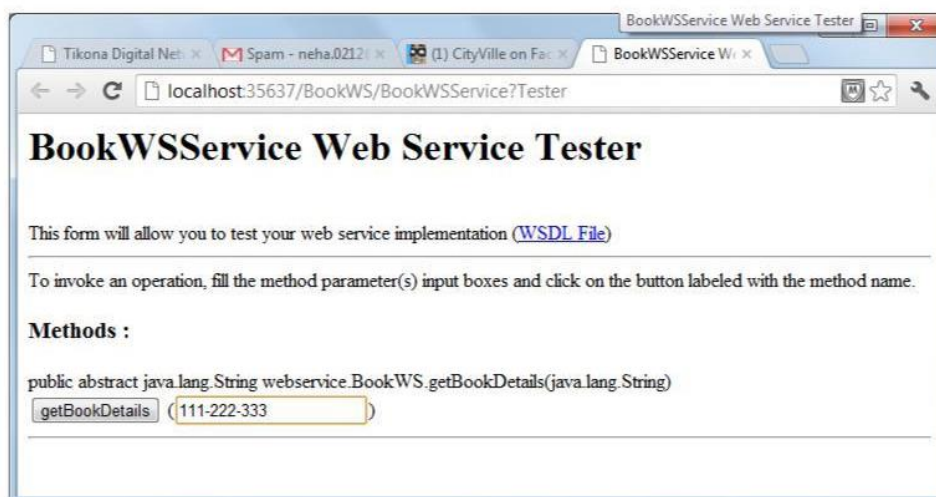 BookWSService Web Service Tester
Tikona Digital Net
Spam - neha.0212
(1) CityVille on Fac
BookWSService W
localhost:35637/BookWS/BookWSService?Tester
BookWSService Web Service Tester
This form will allow you to test your web service implementation (WSDL File)
To invoke an operation, fill the method parameter(s) input boxes and click on the button labeled with the method name.
Methods :
public abstract java.lang.String webservice.BookWS.getBookDetails(java.lang.String)
getBookDetails (111-222-333)